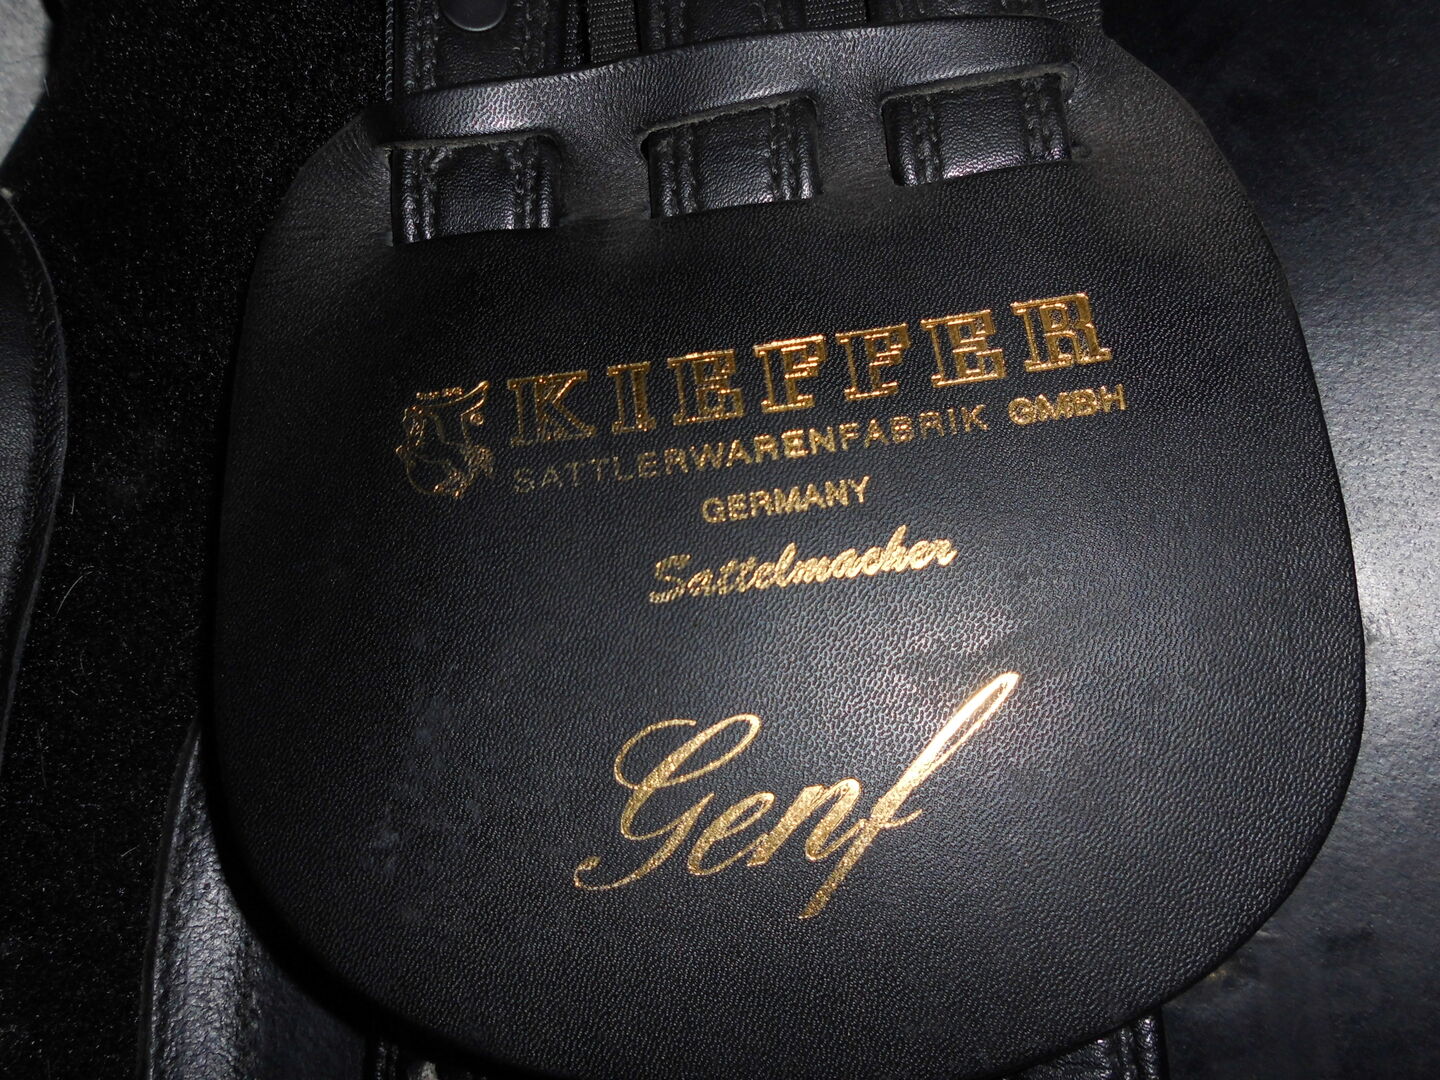 KIEFFER
SATTLERWARENFABRIK GMBH
GERMANY
Sattelmacher
Genf